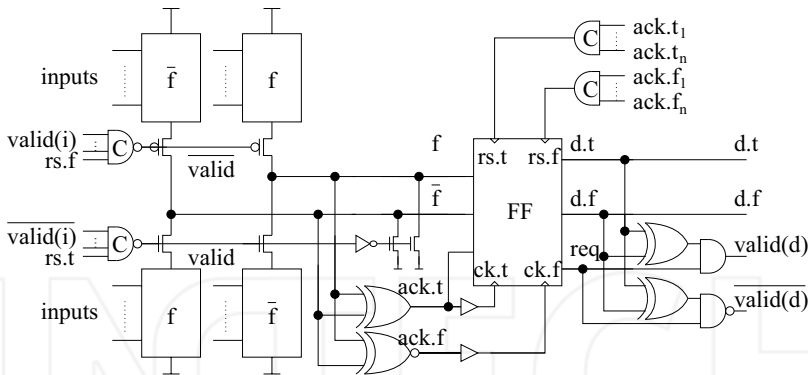 ack.t1
C
ack.tn
inputs
f̄
f
ack.f1
C
ack.fn
valid(i)
C
rs.f
valid
f
rs.t
rs.f
d.t
d.t
f̄
FF
d.f
d.f
valid(i)
C
rs.t
valid
req
valid(d)
ck.t
ck.f
ack.t
valid(d)
inputs
f
f̄
ack.f